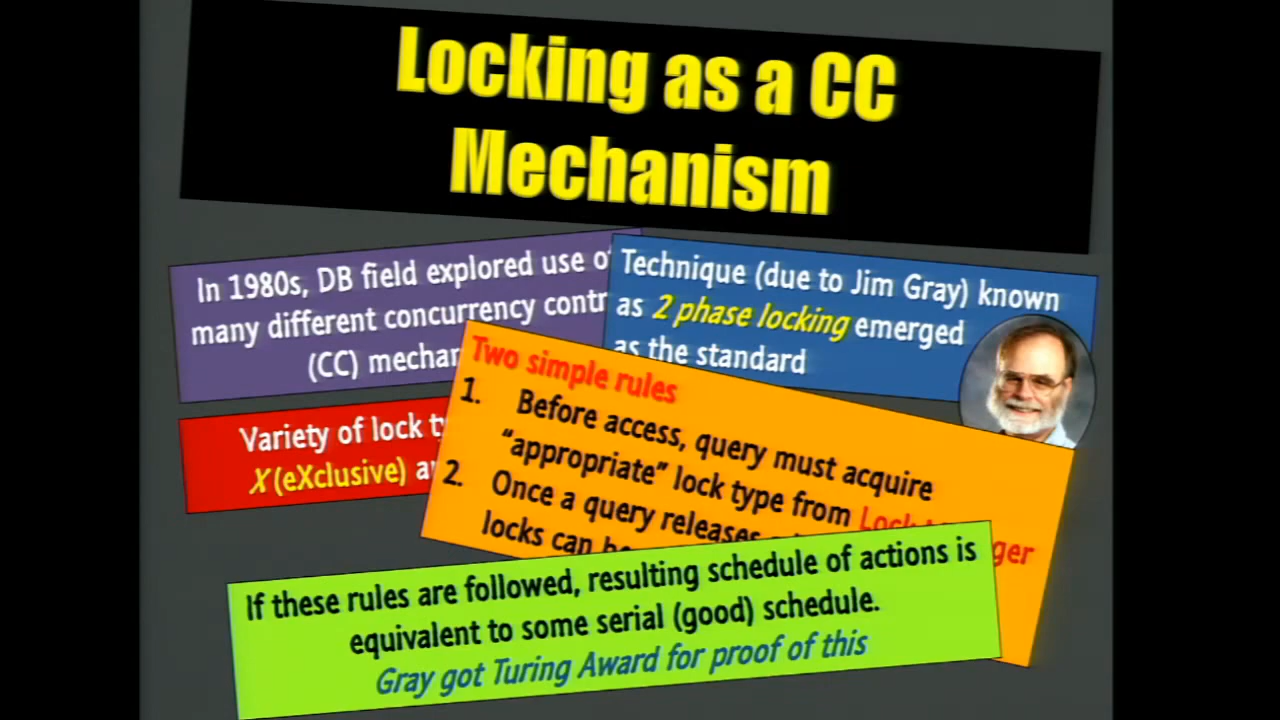 Locking as a CC
Mechanism
In 1980s, DB field explored use
many different concurrency
(CC)
Technique (due to Jim Gray) known
as 2 phase locking emerged
as the standard
Variety of lock
X (eXclusive)
Two simple rules
1. Before access, query must acquire
"appropriate" lock type from
2. Once a query releases
locks can
If these rules are followed, resulting schedule of actions is
equivalent to some serial (good) schedule.
Gray got Turing Award for proof of this